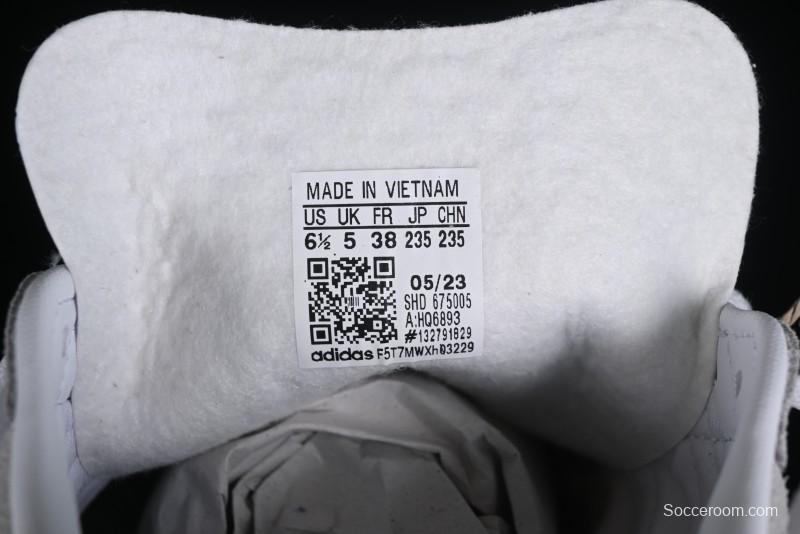 MADE IN VIETNAM
US UK FR JP CHN
6½ 5 38 235 235
05/23
SHD 675005
A:HQ6893
#132791829
adidas F5T7MWXh03229
Socceroom.com